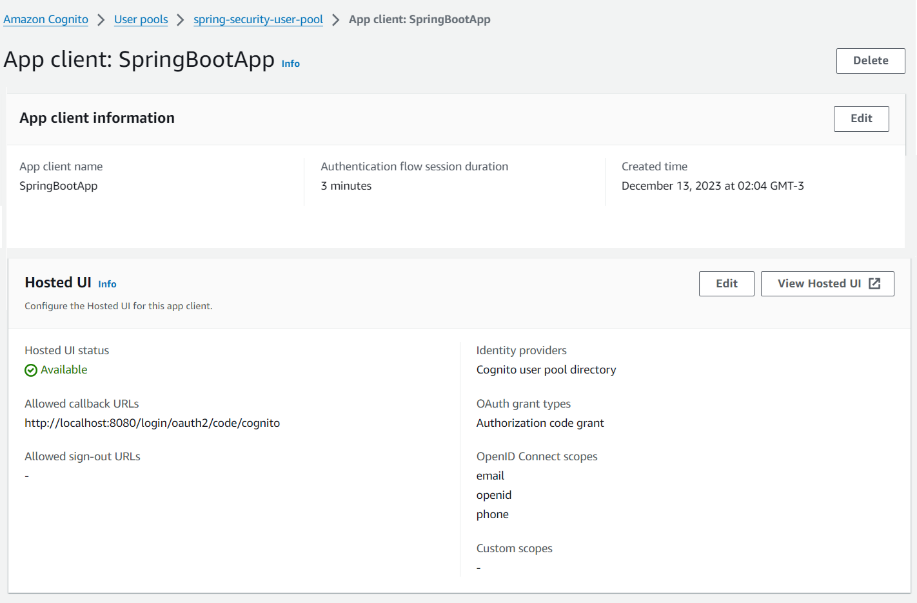 Amazon Cognito > User pools > spring-security-user-pool > App client: SpringBootApp
App client: SpringBootApp Info
Delete
App client information
Edit
App client name
SpringBootApp
Authentication flow session duration
3 minutes
Created time
December 13, 2023 at 02:04 GMT-3
Hosted UI Info
Edit
View Hosted UI
Configure the Hosted UI for this app client.
Hosted UI status
Available
Allowed callback URLs
http://localhost:8080/login/oauth2/code/cognito
Allowed sign-out URLs
-
Identity providers
Cognito user pool directory
OAuth grant types
Authorization code grant
OpenID Connect scopes
email
openid
phone
Custom scopes
-